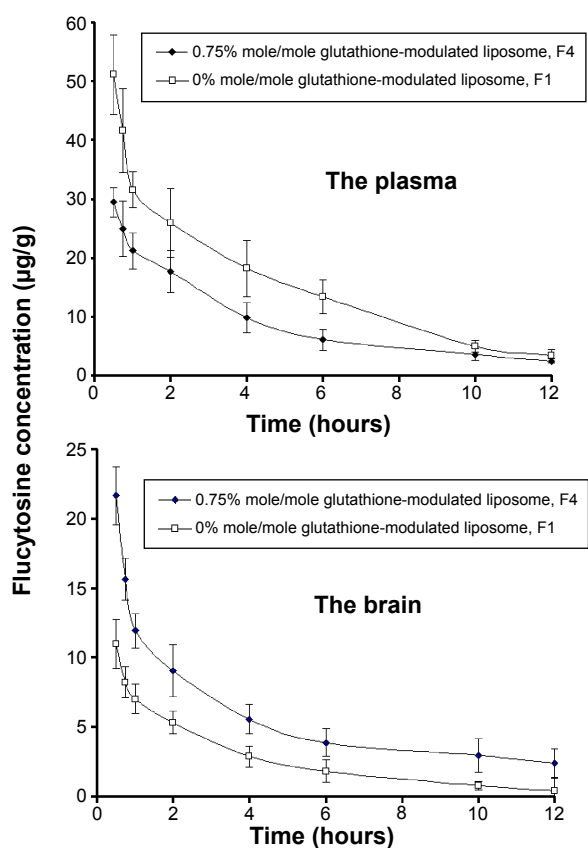 Flucytosine concentration (µg/g)
60
50
40
30
20
10
0
0.75% mole/mole glutathione-modulated liposome, F4
0% mole/mole glutathione-modulated liposome, F1
The plasma
0 2 4 6 8 10 12
Time (hours)
25
20
15
10
5
0
0.75% mole/mole glutathione-modulated liposome, F4
0% mole/mole glutathione-modulated liposome, F1
The brain
0 2 4 6 8 10 12
Time (hours)